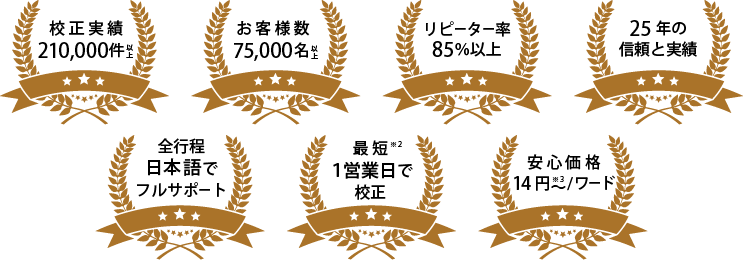 校正実績
210,000件以上
お客様数
75,000名以上
リピーター率
85%以上
25年の
信頼と実績
全行程
日本語で
フルサポート
最短※2
1営業日で
校正
安心価格
14円※3〜/ワード